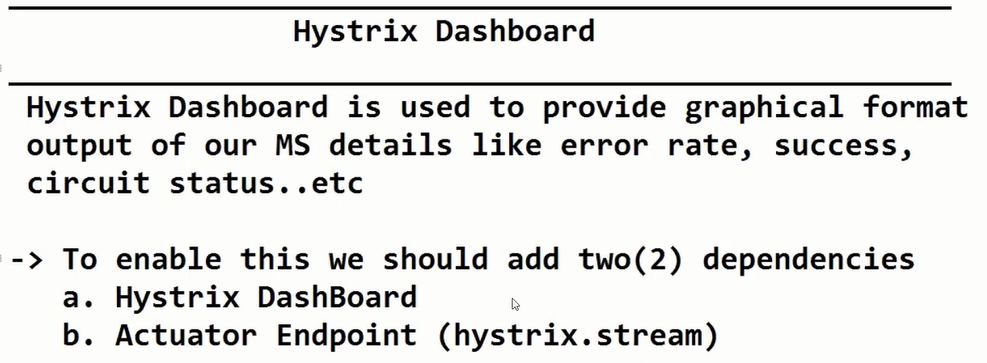 Hystrix Dashboard
Hystrix Dashboard is used to provide graphical format
output of our MS details like error rate, success,
circuit status..etc
-> To enable this we should add two(2) dependencies
a. Hystrix DashBoard
b. Actuator Endpoint (hystrix.stream)